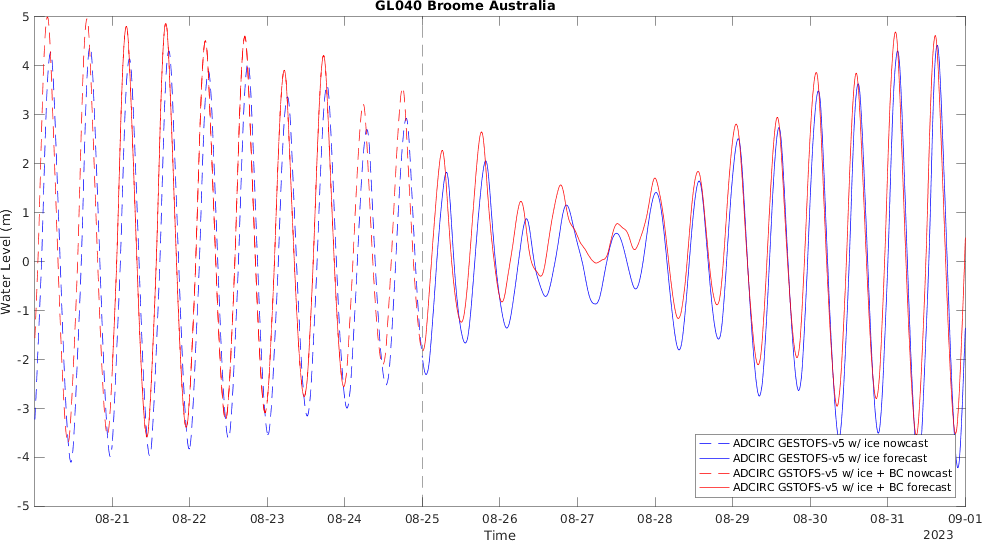 GL040 Broome Australia
5
4
3
2
1
0
-1
-2
-3
-4
-5
Water Level (m)
ADCIRC GESTOFS-v5 w/ ice nowcast
ADCIRC GESTOFS-v5 w/ ice forecast
ADCIRC GSTOFS-v5 w/ ice + BC nowcast
ADCIRC GSTOFS-v5 w/ ice + BC forecast
08-21 08-22 08-23 08-24 08-25 08-26 08-27 08-28 08-29 08-30 08-31 09-01
Time 2023